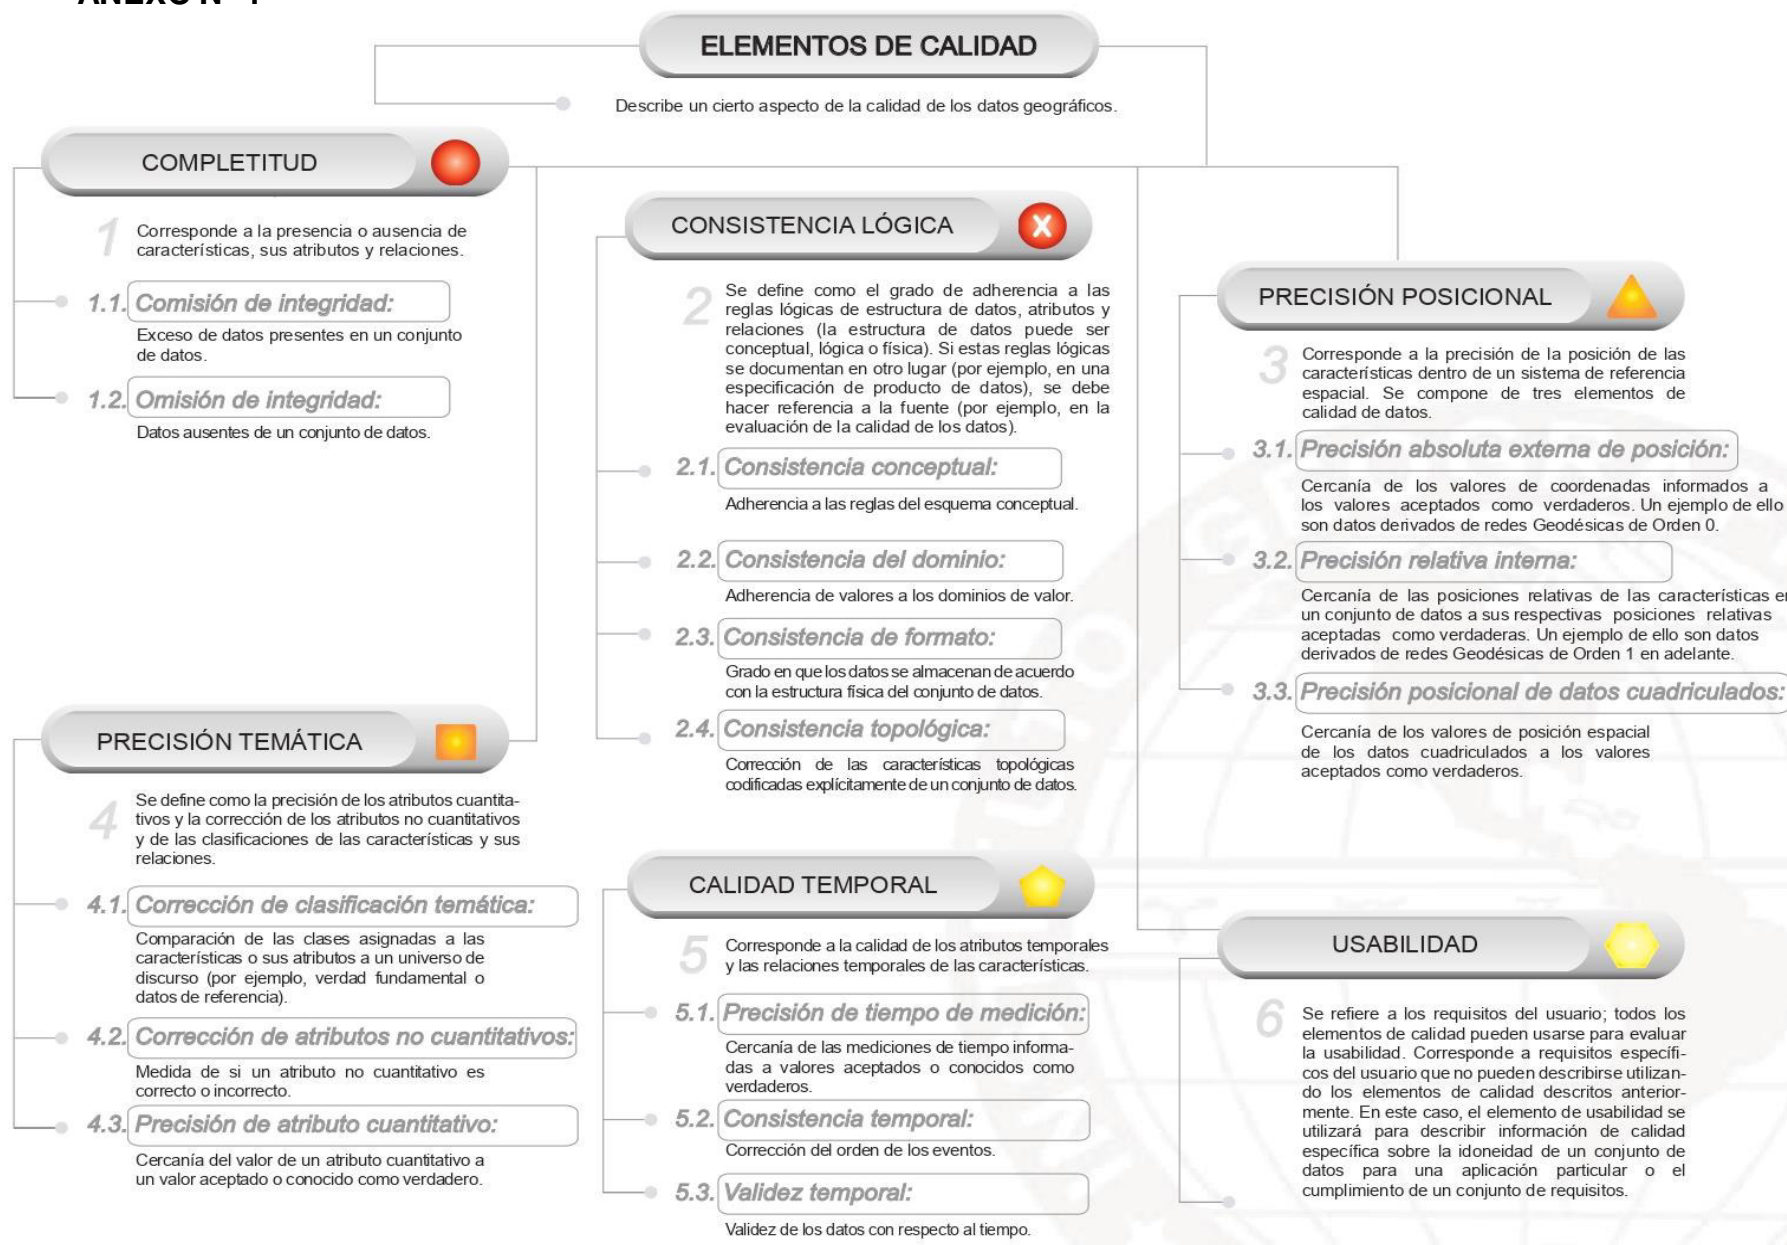 ELEMENTOS DE CALIDAD
Describe un cierto aspecto de la calidad de los datos geográficos.
COMPLETITUD
1
Corresponde a la presencia o ausencia de
características, sus atributos y relaciones.
1.1. Comisión de integridad:
Exceso de datos presentes en un conjunto
de datos.
1.2. Omisión de integridad:
Datos ausentes de un conjunto de datos.
CONSISTENCIA LÓGICA
X
2
Se define como el grado de adherencia a las
reglas lógicas de estructura de datos, atributos y
relaciones (la estructura de datos puede ser
conceptual, lógica o física). Si estas reglas lógicas
se documentan en otro lugar (por ejemplo, en una
especificación de producto de datos), se debe
hacer referencia a la fuente (por ejemplo, en la
evaluación de la calidad de los datos).
2.1. Consistencia conceptual:
Adherencia a las reglas del esquema conceptual.
2.2. Consistencia del dominio:
Adherencia de valores a los dominios de valor.
2.3. Consistencia de formato:
Grado en que los datos se almacenan de acuerdo
con la estructura física del conjunto de datos.
2.4. Consistencia topológica:
Corrección de las características topológicas
codificadas explícitamente de un conjunto de datos.
PRECISIÓN POSICIONAL
3
Corresponde a la precisión de la posición de las
características dentro de un sistema de referencia
espacial. Se compone de tres elementos de
calidad de datos.
3.1. Precisión absoluta externa de posición:
Cercanía de los valores de coordenadas informados a
los valores aceptados como verdaderos. Un ejemplo de ello
son datos derivados de redes Geodésicas de Orden 0.
3.2. Precisión relativa interna:
Cercanía de las posiciones relativas de las características en
un conjunto de datos a sus respectivas posiciones relativas
aceptadas como verdaderas. Un ejemplo de ello son datos
derivados de redes Geodésicas de Orden 1 en adelante.
3.3. Precisión posicional de datos cuadriculados:
Cercanía de los valores de posición espacial
de los datos cuadriculados a los valores
aceptados como verdaderos.
PRECISIÓN TEMÁTICA
4
Se define como la precisión de los atributos cuantita-
tivos y la corrección de los atributos no cuantitativos
y de las clasificaciones de las características y sus
relaciones.
4.1. Corrección de clasificación temática:
Comparación de las clases asignadas a las
características o sus atributos a un universo de
discurso (por ejemplo, verdad fundamental o
datos de referencia).
4.2. Corrección de atributos no cuantitativos:
Medida de si un atributo no cuantitativo es
correcto o incorrecto.
4.3. Precisión de atributo cuantitativo:
Cercanía del valor de un atributo cuantitativo a
un valor aceptado o conocido como verdadero.
CALIDAD TEMPORAL
5
Corresponde a la calidad de los atributos temporales
y las relaciones temporales de las características.
5.1. Precisión de tiempo de medición:
Cercanía de las mediciones de tiempo informa-
das a valores aceptados o conocidos como
verdaderos.
5.2. Consistencia temporal:
Corrección del orden de los eventos.
5.3. Validez temporal:
Validez de los datos con respecto al tiempo.
USABILIDAD
6
Se refiere a los requisitos del usuario; todos los
elementos de calidad pueden usarse para evaluar
la usabilidad. Corresponde a requisitos específi-
cos del usuario que no pueden describirse utilizan-
do los elementos de calidad descritos anterior-
mente. En este caso, el elemento de usabilidad se
utilizará para describir información de calidad
específica sobre la idoneidad de un conjunto de
datos para una aplicación particular o el
cumplimiento de un conjunto de requisitos.